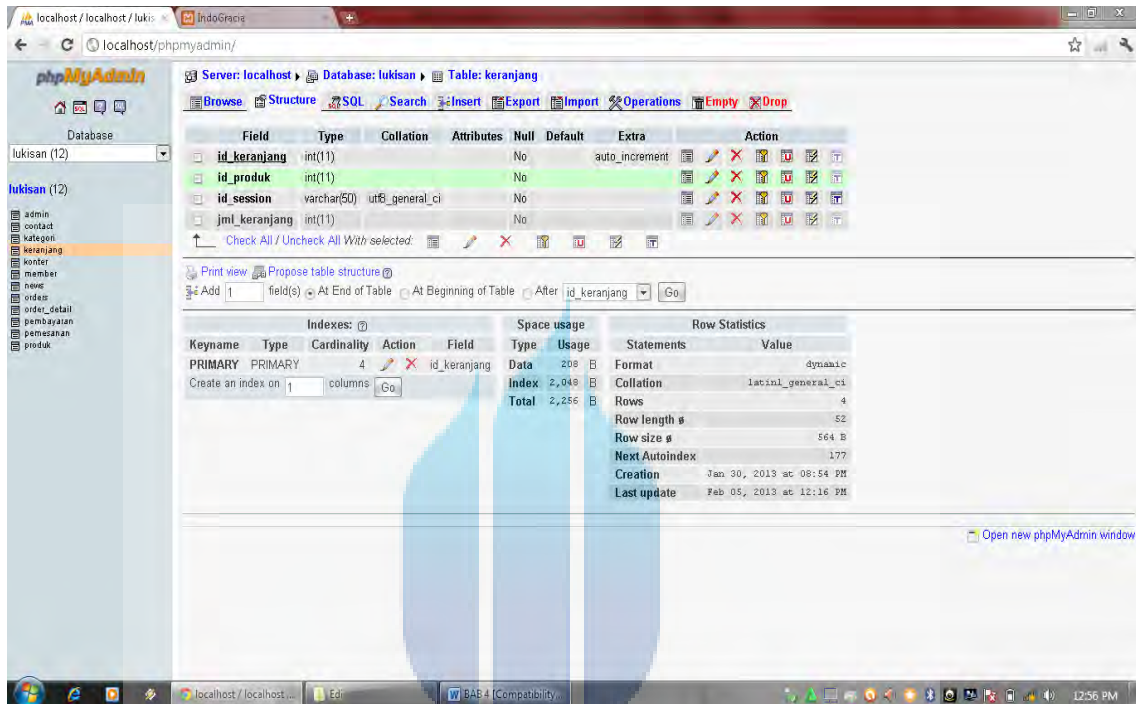 localhost / localhost / lukis
IndoGracia
localhost/phpmyadmin/
phpMyAdmin
Database
lukisan (12)
lukisan (12)
admin
contact
kategori
keranjang
konter
member
news
orders
order_detail
pembayaran
pemesanan
produk
Server: localhost Database: lukisan Table: keranjang
Browse Structure SQL Search Insert Export Import Operations Empty Drop
Field Type Collation Attributes Null Default Extra Action
id_keranjang int(11) No auto_increment
id_produk int(11) No
id_session varchar(50) utf8_general_ci No
jml_keranjang int(11) No
Check All / Uncheck All With selected:
Print view Propose table structure
Add 1 field(s) At End of Table At Beginning of Table After id_keranjang Go
Indexes:
Keyname Type Cardinality Action Field
PRIMARY PRIMARY 4 id_keranjang
Create an index on 1 columns Go
Space usage
Type Usage
Data 208 B
Index 2,048 B
Total 2,256 B
Row Statistics
Statements Value
Format dynamic
Collation latin1_general_ci
Rows 4
Row length ø 52
Row size ø 564 B
Next Autoindex 177
Creation Jan 30, 2013 at 08:54 PM
Last update Feb 05, 2013 at 12:16 PM
Open new phpMyAdmin window
localhost / localhost ...
Edi
BAB 4 [Compatibility...
12:56 PM